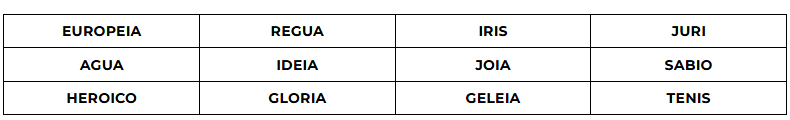 EUROPEIA REGUA IRIS JURI
AGUA IDEIA JOIA SABIO
HEROICO GLORIA GELEIA TENIS